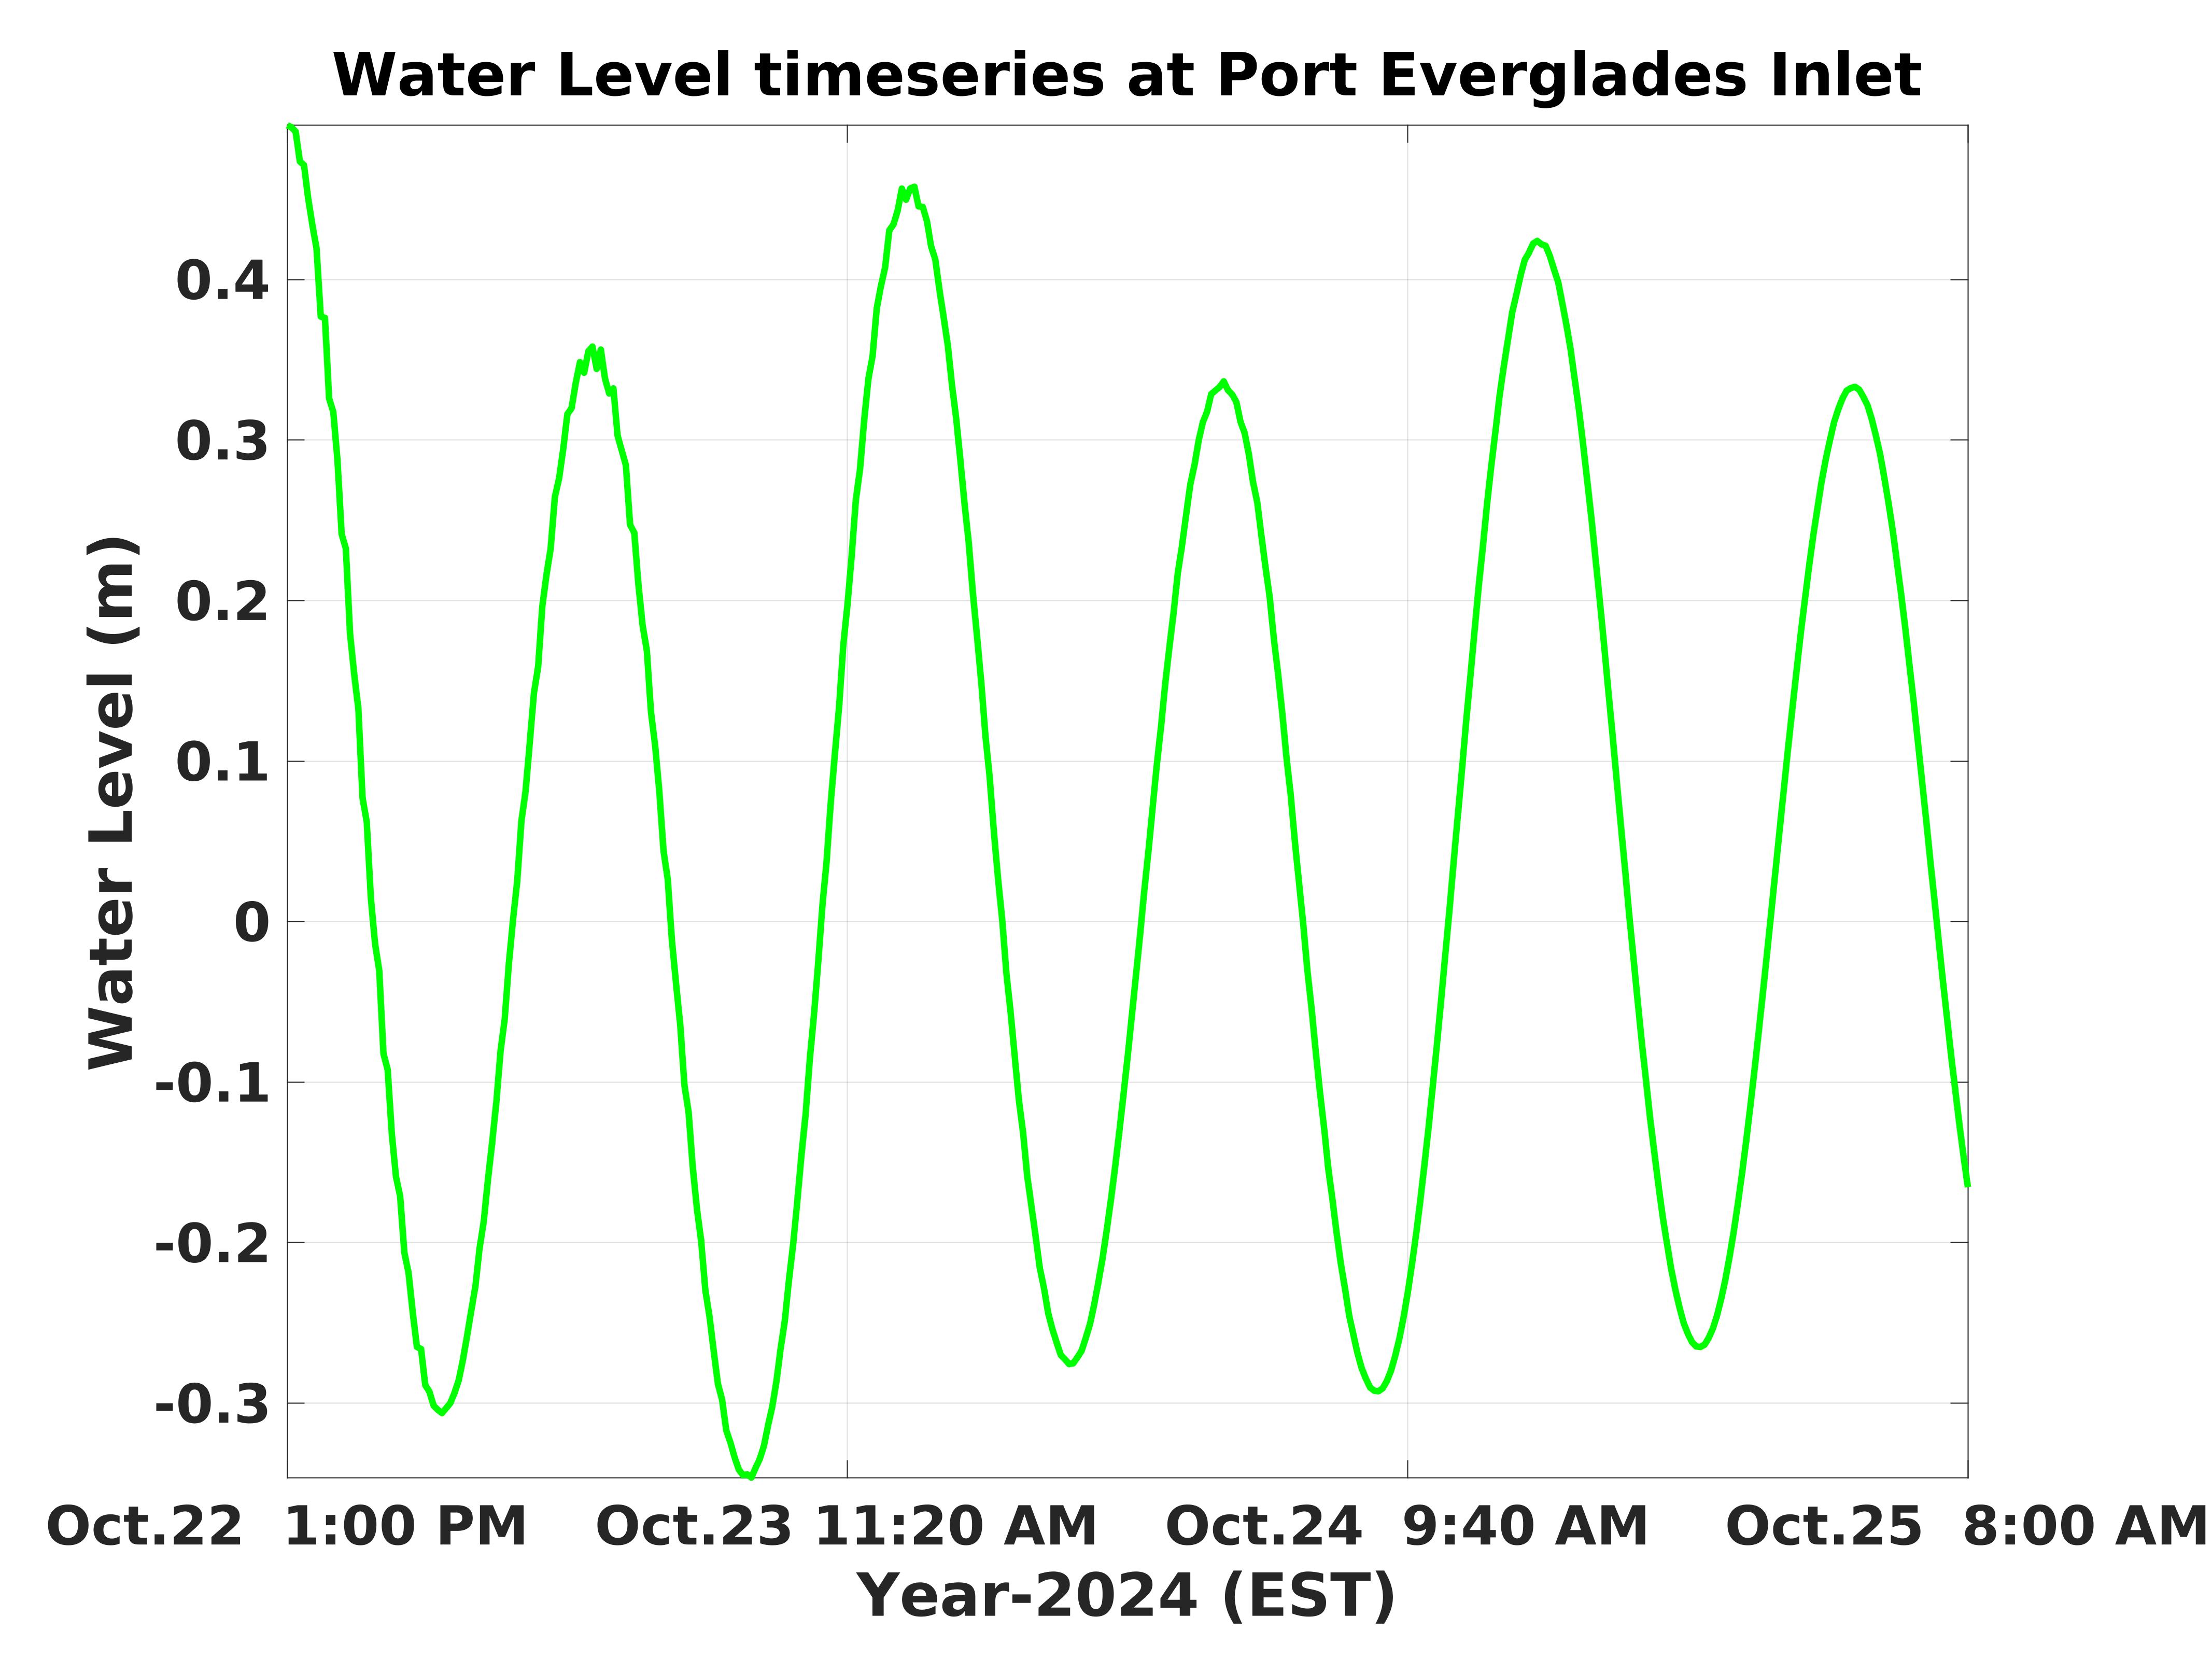 Water Level timeseries at Port Everglades Inlet
0.4
0.3
0.2
0.1
0
-0.1
-0.2
-0.3
Water Level (m)
Oct.22 1:00 PM Oct.23 11:20 AM Oct.24 9:40 AM Oct.25 8:00 AM
Year-2024 (EST)